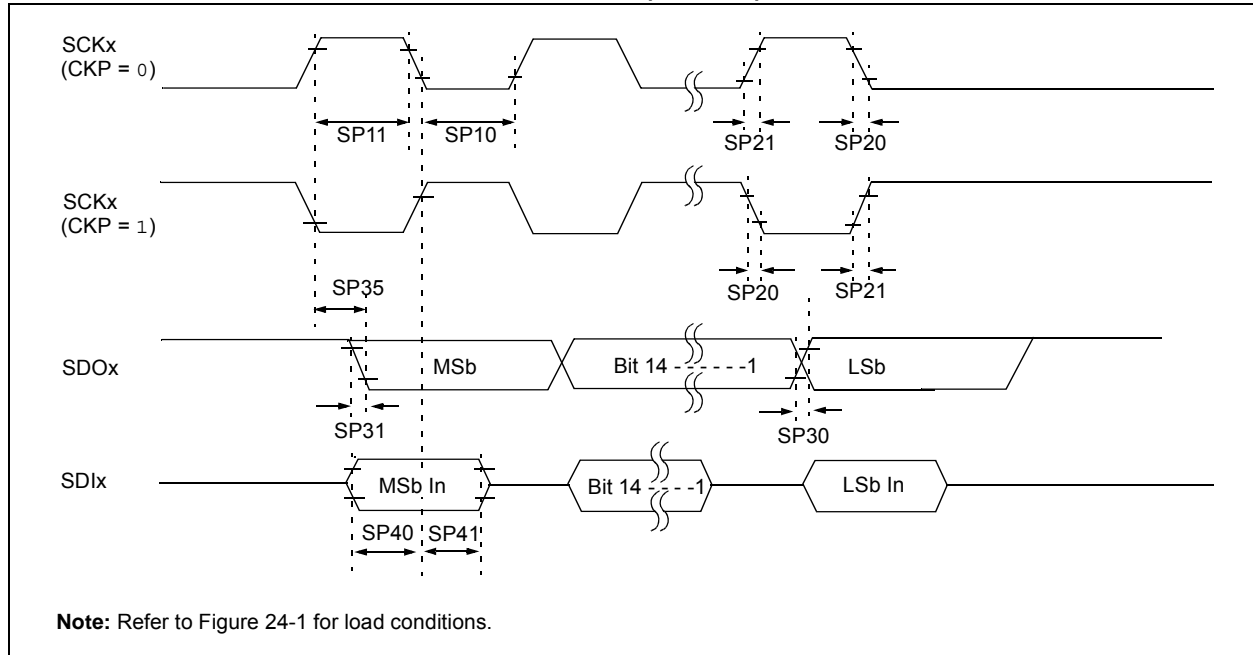 SCKx
(CKP = 0)
SP11
SP10
SP21
SP20
SCKx
(CKP = 1)
SP35
SP20
SP21
SDOx
MSb
Bit 14 - - - - - -1
LSb
SP31
SP30
SDIx
MSb In
Bit 14 - - - -1
LSb In
SP40
SP41
Note: Refer to Figure 24-1 for load conditions.